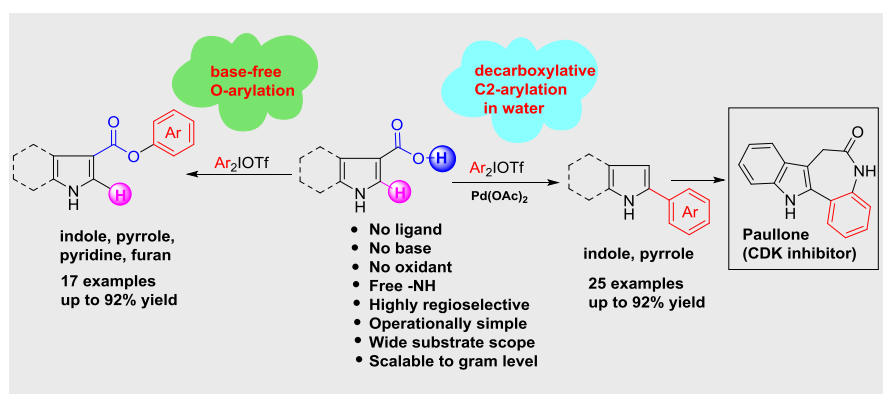 base-free
O-arylation
decarboxylative
C2-arylation
in water
O
O
Ar
N
H
H
Ar₂IOTf
O
O
H
N
H
H
Ar₂IOTf
Pd(OAc)₂
N
H
Ar
O
NH
N
H
Paullone
(CDK inhibitor)
indole, pyrrole,
pyridine, furan
17 examples
up to 92% yield
• No ligand
• No base
• No oxidant
• Free -NH
• Highly regioselective
• Operationally simple
• Wide substrate scope
• Scalable to gram level
indole, pyrrole
25 examples
up to 92% yield